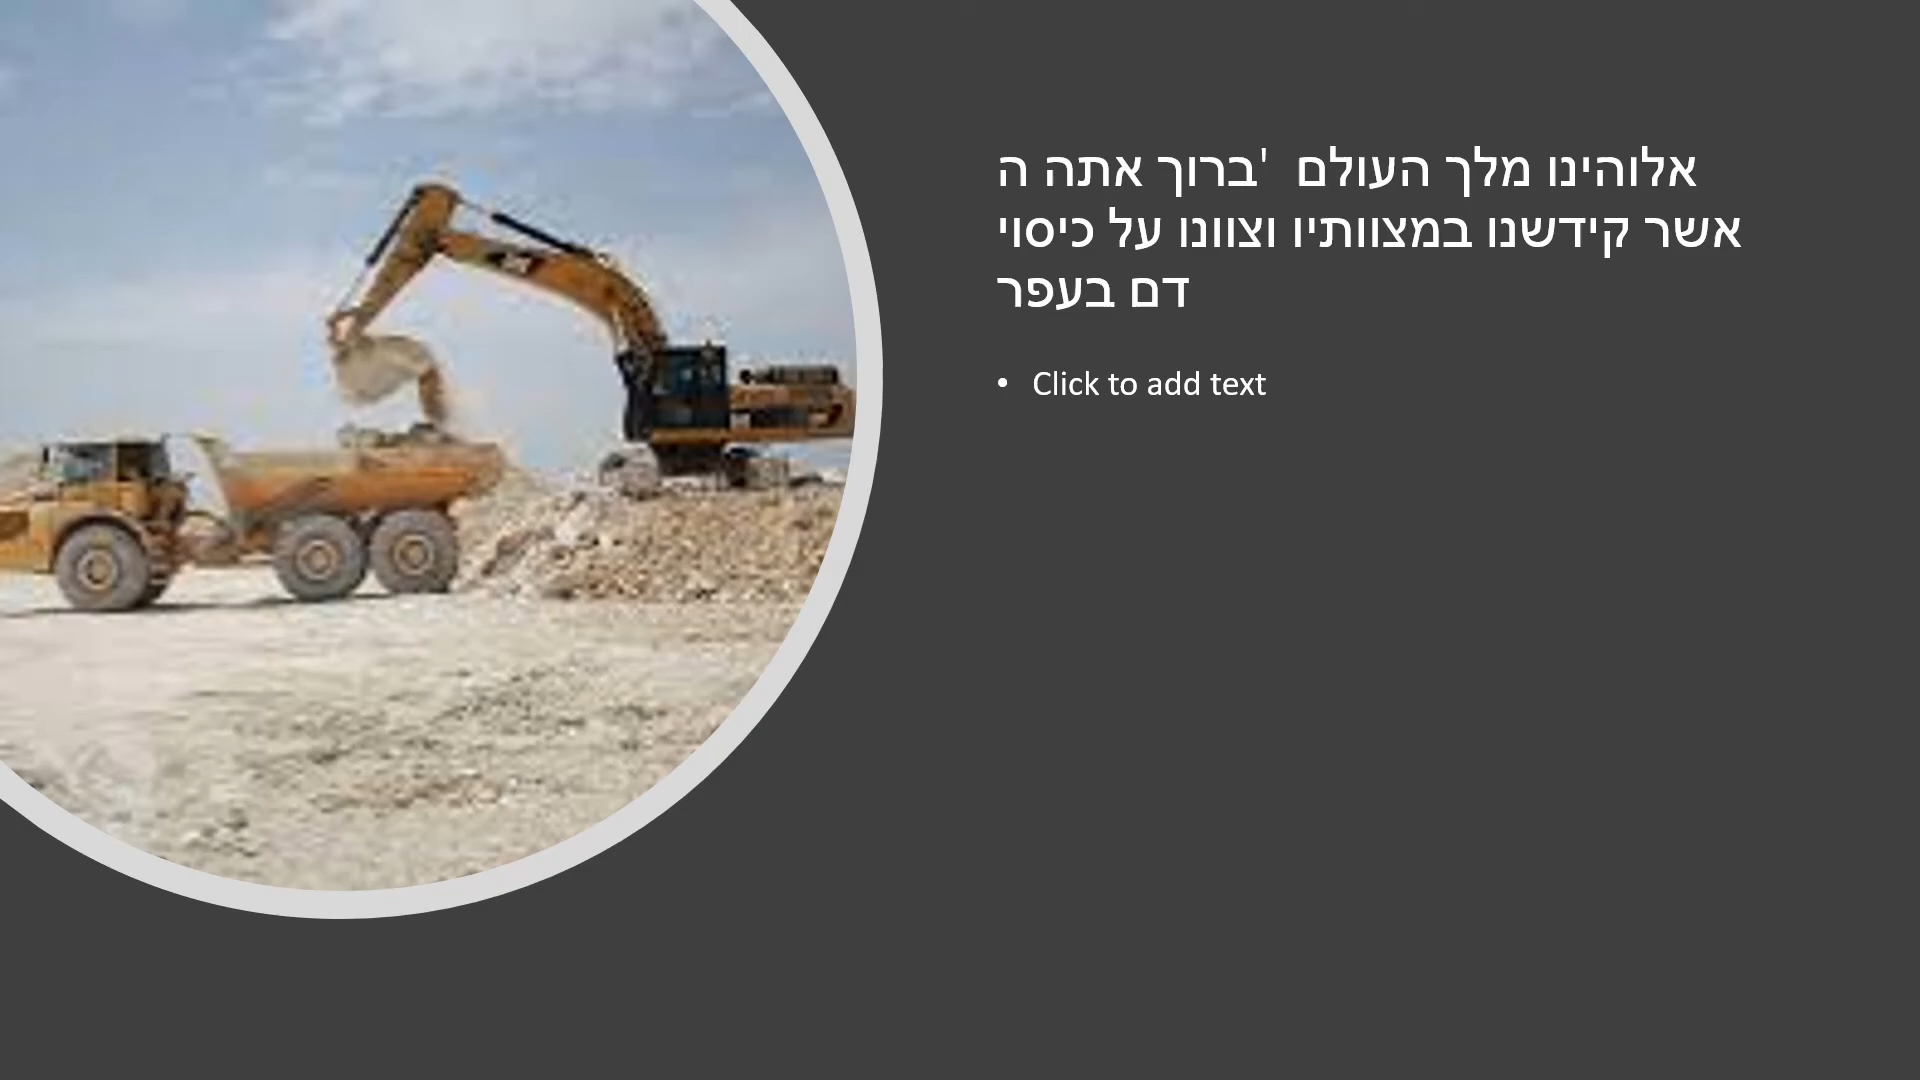 ברוך אתה ה'  אלוהינו מלך העולם
אשר קידשנו במצוותיו וצוונו על כיסוי
דם בעפר
• Click to add text